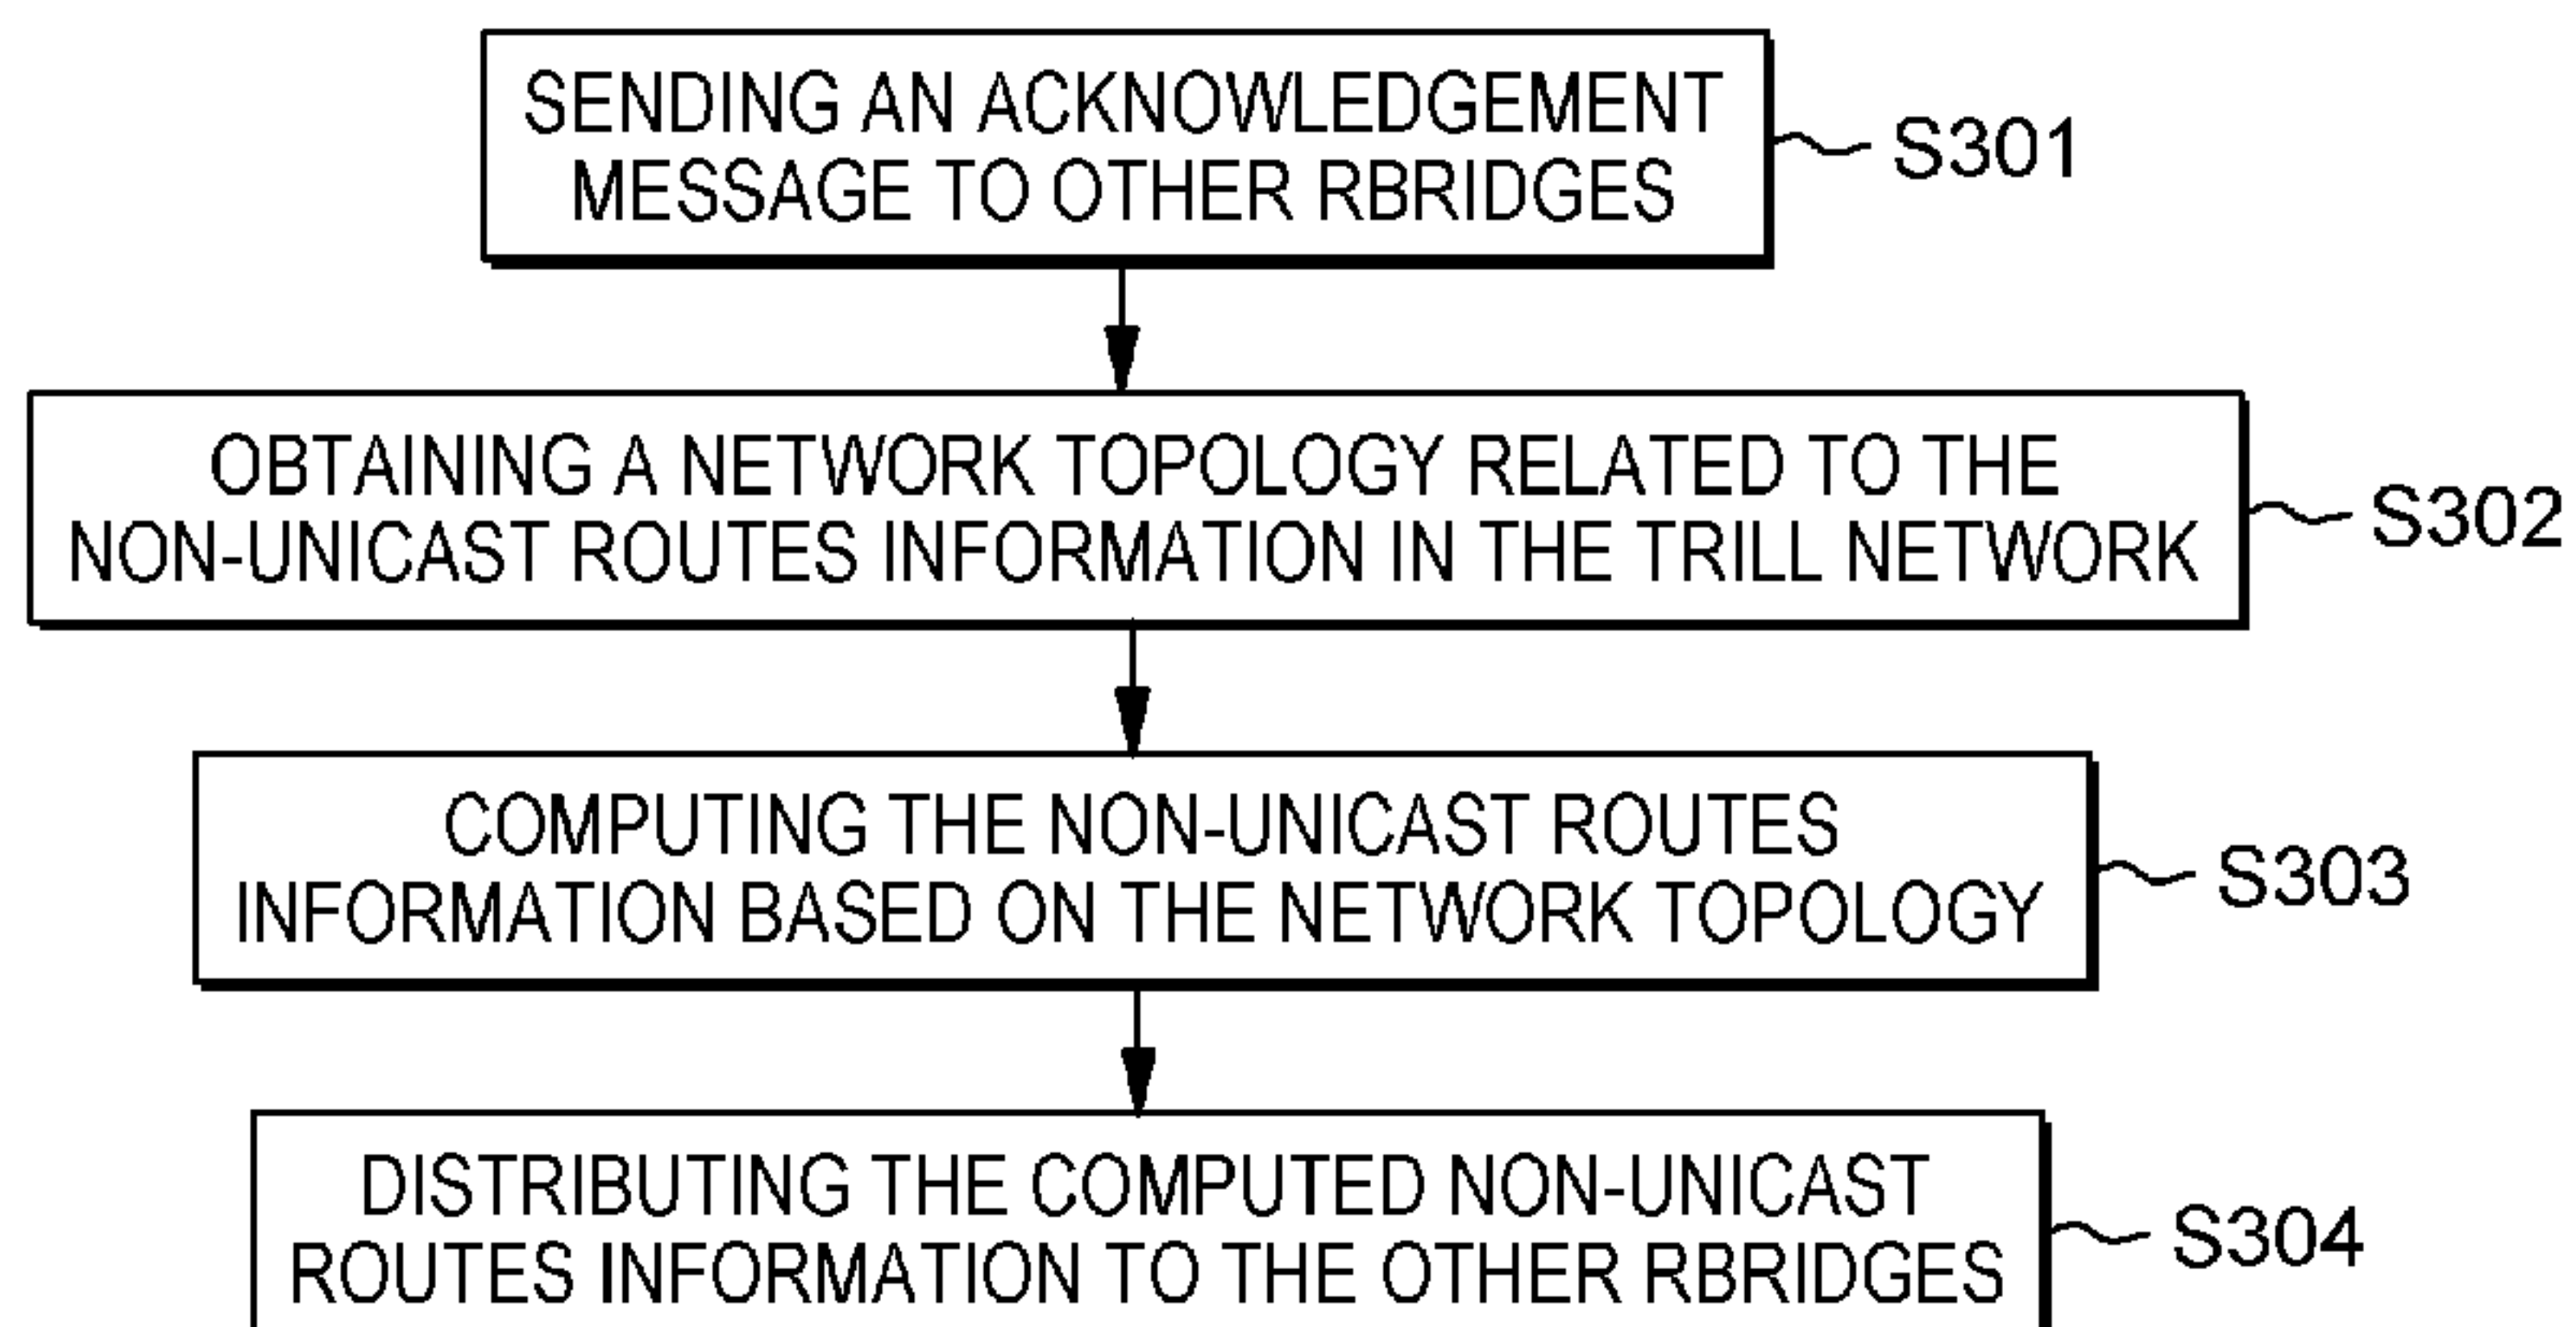 SENDING AN ACKNOWLEDGEMENT
MESSAGE TO OTHER RBRIDGES
S301
OBTAINING A NETWORK TOPOLOGY RELATED TO THE
NON-UNICAST ROUTES INFORMATION IN THE TRILL NETWORK
S302
COMPUTING THE NON-UNICAST ROUTES
INFORMATION BASED ON THE NETWORK TOPOLOGY
S303
DISTRIBUTING THE COMPUTED NON-UNICAST
ROUTES INFORMATION TO THE OTHER RBRIDGES
S304